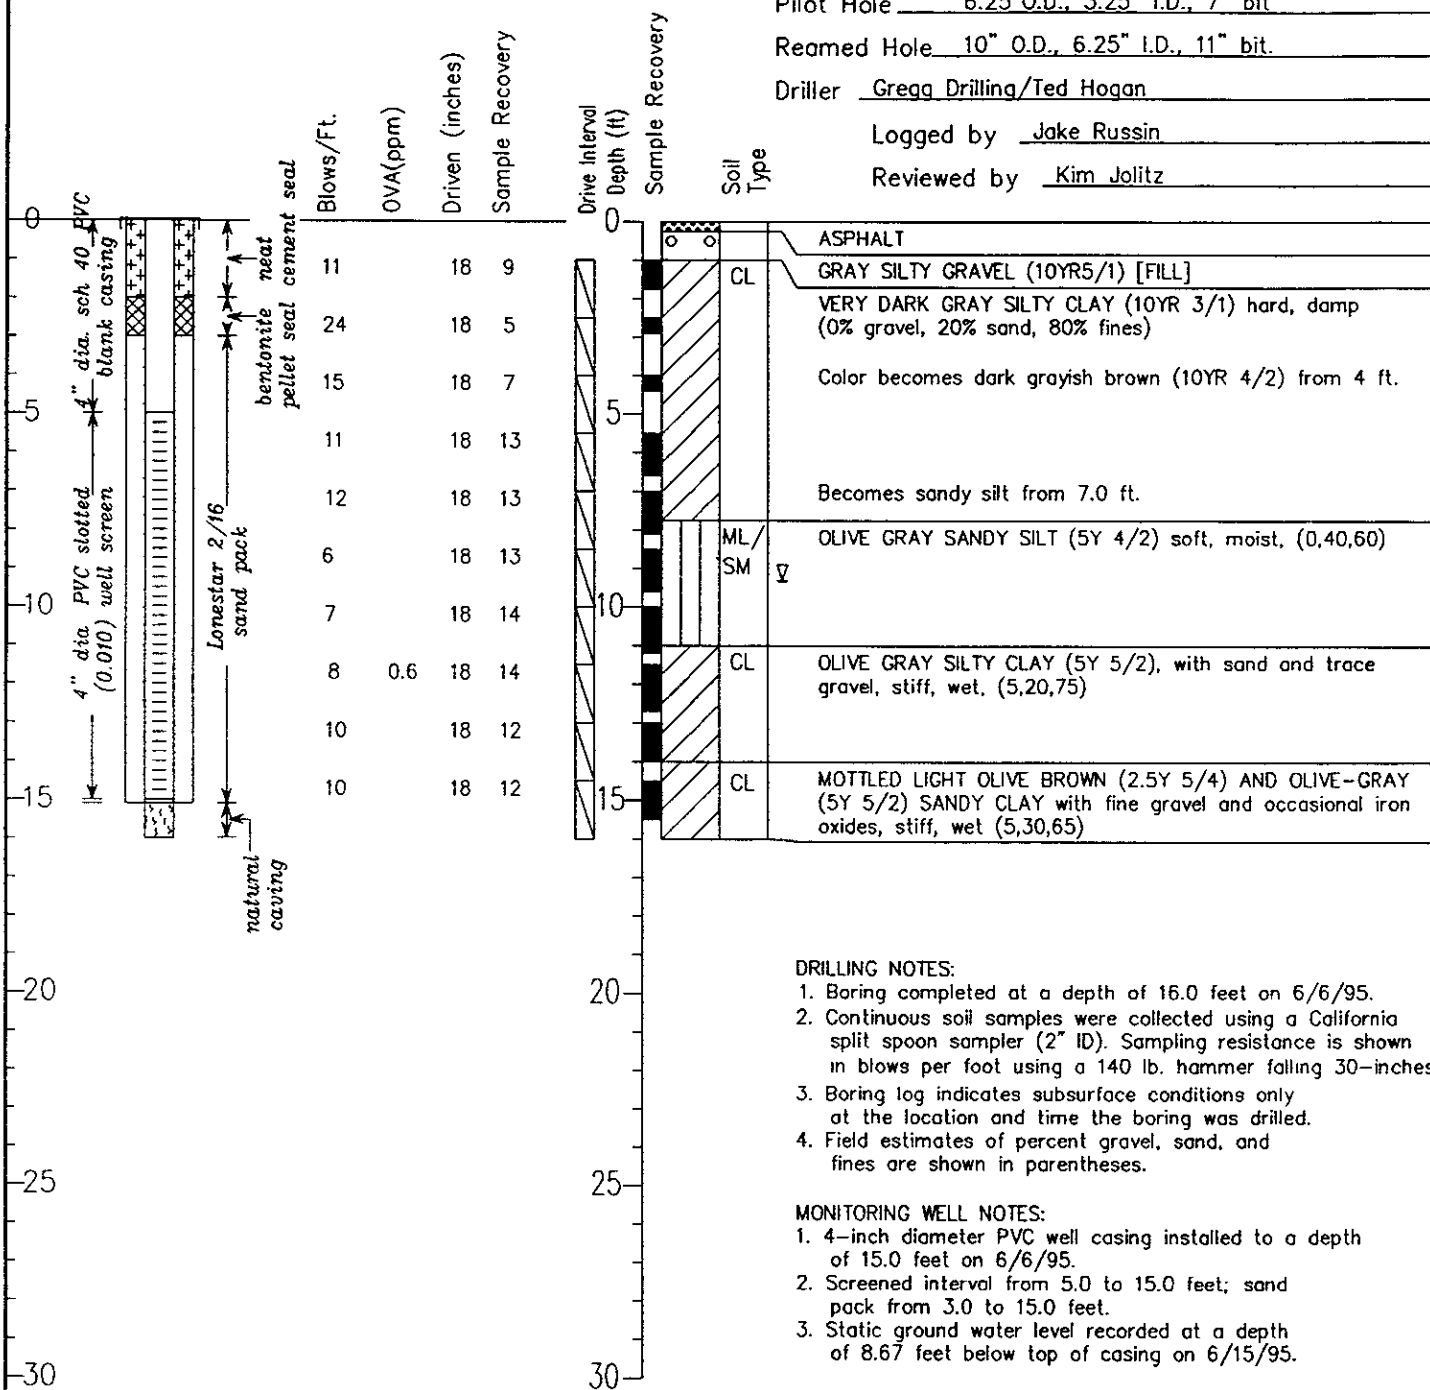 Pilot Hole 6.25 O.D., 3.25" I.D., 7" bit
Reamed Hole 10" O.D., 6.25" I.D., 11" bit.
Driller Gregg Drilling/Ted Hogan
Logged by Jake Russin
Reviewed by Kim Jolitz
Blows/Ft.
OVA(ppm)
Driven (inches)
Sample Recovery
Drive Interval
Depth (ft)
Sample Recovery
Soil
Type
4" dia. sch 40 PVC
blank casing
4" dia PVC slotted
(0.010) well screen
neat
cement seal
bentonite
pellet seal
Lonestar 2/16
sand pack
natural
caving
0
5
10
15
20
25
30
11 18 9
24 18 5
15 18 7
11 18 13
12 18 13
6 18 13
7 18 14
8 0.6 18 14
10 18 12
10 18 12
0
5
10
15
20
25
30
ASPHALT
GRAY SILTY GRAVEL (10YR5/1) [FILL]
CL
VERY DARK GRAY SILTY CLAY (10YR 3/1) hard, damp
(0% gravel, 20% sand, 80% fines)
Color becomes dark grayish brown (10YR 4/2) from 4 ft.
Becomes sandy silt from 7.0 ft.
ML/
SM
OLIVE GRAY SANDY SILT (5Y 4/2) soft, moist, (0,40,60)
CL
OLIVE GRAY SILTY CLAY (5Y 5/2), with sand and trace
gravel, stiff, wet, (5,20,75)
CL
MOTTLED LIGHT OLIVE BROWN (2.5Y 5/4) AND OLIVE-GRAY
(5Y 5/2) SANDY CLAY with fine gravel and occasional iron
oxides, stiff, wet (5,30,65)
DRILLING NOTES:
1. Boring completed at a depth of 16.0 feet on 6/6/95.
2. Continuous soil samples were collected using a California
split spoon sampler (2" ID). Sampling resistance is shown
in blows per foot using a 140 lb. hammer falling 30-inches
3. Boring log indicates subsurface conditions only
at the location and time the boring was drilled.
4. Field estimates of percent gravel, sand, and
fines are shown in parentheses.
MONITORING WELL NOTES:
1. 4-inch diameter PVC well casing installed to a depth
of 15.0 feet on 6/6/95.
2. Screened interval from 5.0 to 15.0 feet; sand
pack from 3.0 to 15.0 feet.
3. Static ground water level recorded at a depth
of 8.67 feet below top of casing on 6/15/95.